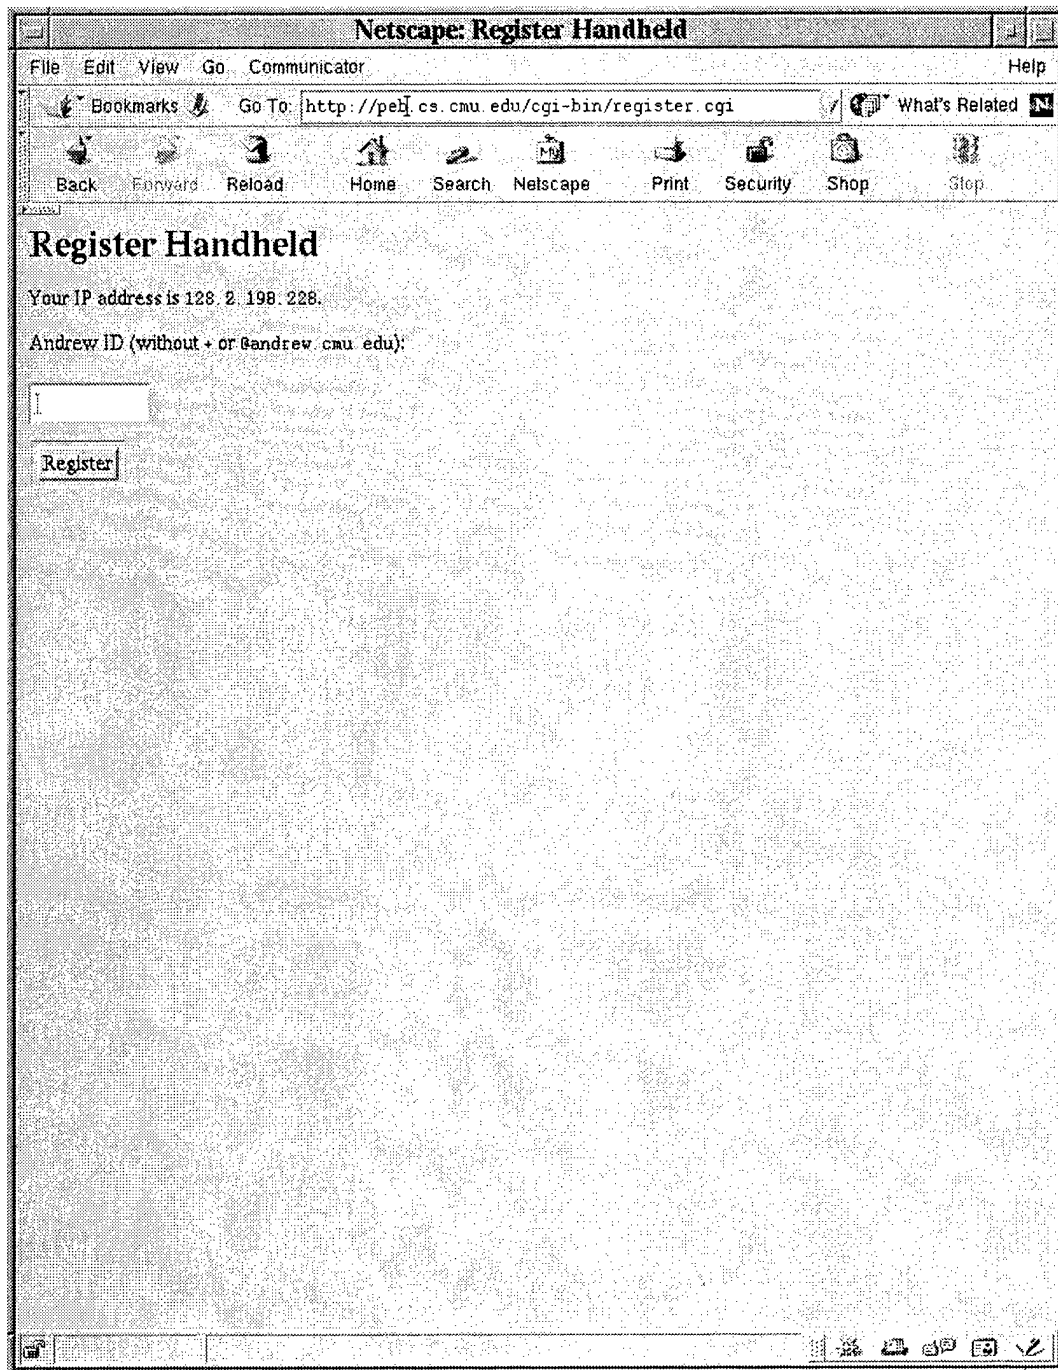 Netscape: Register Handheld
File Edit View Go Communicator Help
Bookmarks Go To: http://peb.cs.cmu.edu/cgi-bin/register.cgi What's Related N
Back Forward Reload Home Search Netscape Print Security Shop Stop
Register Handheld
Your IP address is 128.2.198.228.
Andrew ID (without + or @andrew.cmu.edu):
Register